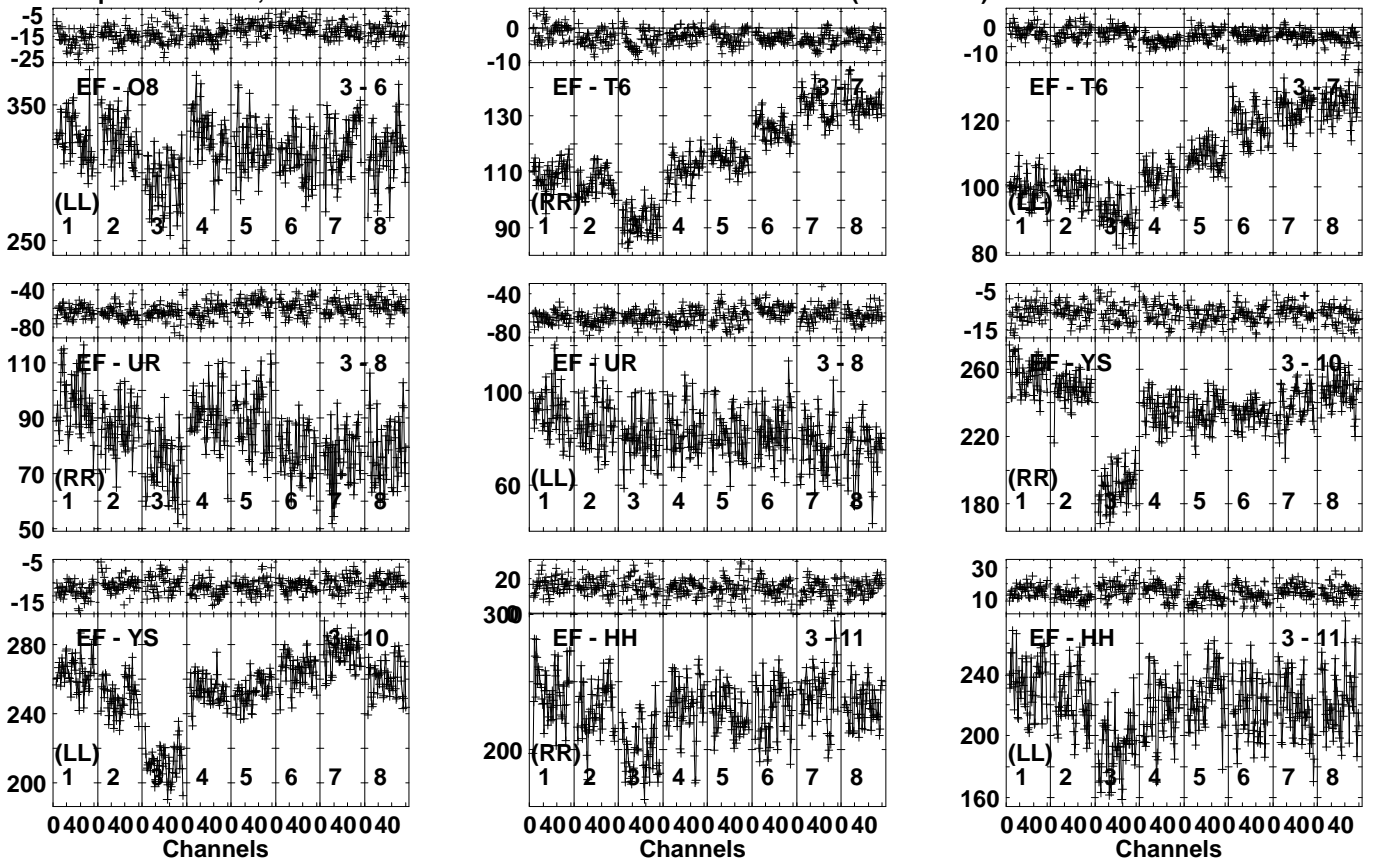 -5
-15
-25
EF - O8 3 - 6
350
(LL)
1 2 3 4 5 6 7 8
250
0
-10
EF - T6 3 - 7
130
110
(RR)
1 2 3 4 5 6 7 8
90
0
-10
EF - T6 3 - 7
120
100
(LL)
1 2 3 4 5 6 7 8
80
-40
-80
110
EF - UR 3 - 8
90
70
(RR)
1 2 3 4 5 6 7 8
50
-40
-80
EF - UR 3 - 8
100
(LL)
60
1 2 3 4 5 6 7 8
-5
-15
EF - YS 3 - 10
260
220
(RR)
180
1 2 3 4 5 6 7 8
-5
-15
EF - YS 3 - 10
280
240
(LL)
200
1 2 3 4 5 6 7 8
0 40 0 40 0 40 0 40 0 40 0 40 0 40 0 40
Channels
20
0
300
EF - HH 3 - 11
200
(RR)
1 2 3 4 5 6 7 8
0 40 0 40 0 40 0 40 0 40 0 40 0 40 0 40
Channels
30
10
EF - HH 3 - 11
240
200
(LL)
160
1 2 3 4 5 6 7 8
0 40 0 40 0 40 0 40 0 40 0 40 0 40 0 40
Channels